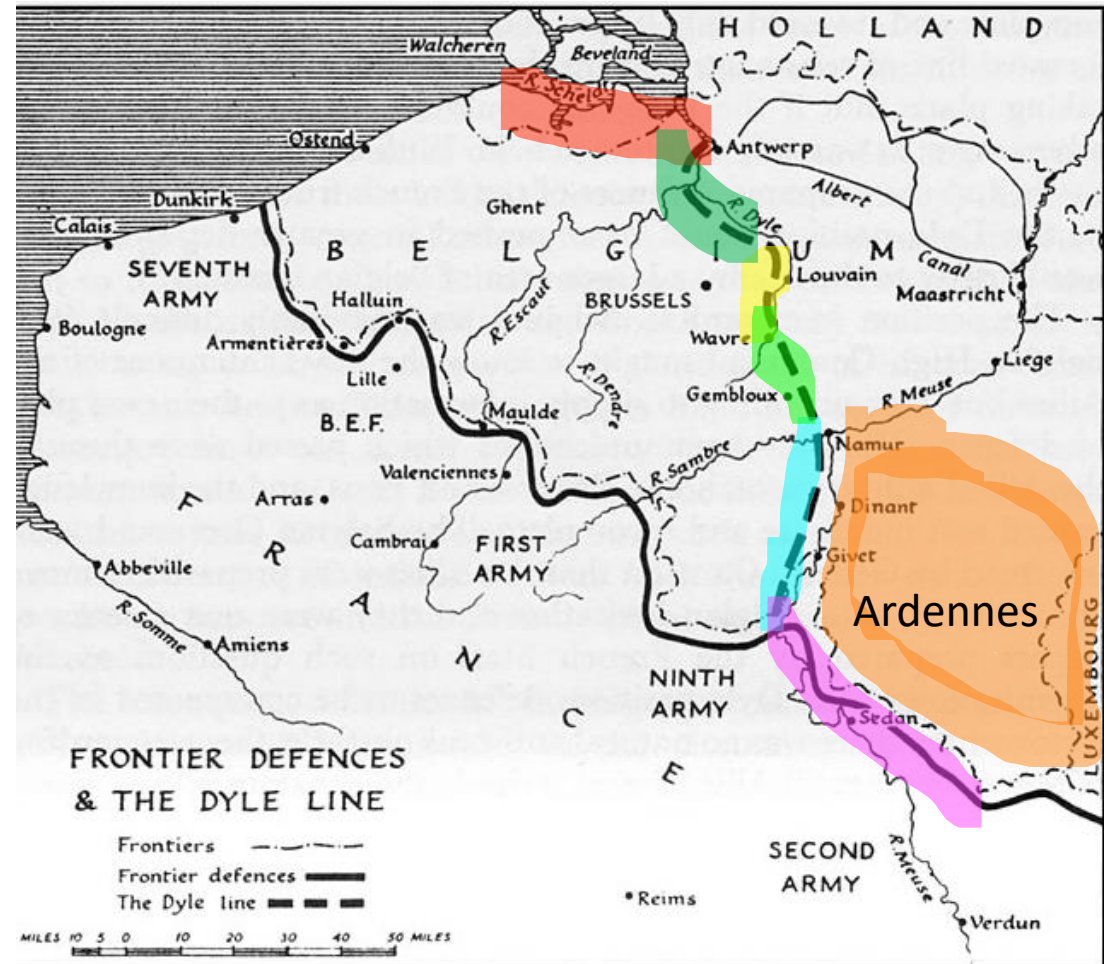 HOLLAND
Walcheren
Beveland
R. Scheldt
Ostend
Antwerp
Dunkirk
Ghent
Albert
Canal
R. Dyle
Calais
BELGIUM
SEVENTH
ARMY
Halluin
R. Escaut
BRUSSELS
Louvain
Maastricht
Boulogne
Armentières
Wavre
Liege
Lille
R. Dendre
Gembloux
R Meuse
B.E.F.
Maulde
Namur
Valenciennes
R. Sambre
Arras
Dinant
Cambrai
FIRST
ARMY
Givet
Abbeville
FRANCE
Ardennes
R. Somme
Amiens
NINTH
ARMY
Sedan
LUXEMBOURG
FRONTIER DEFENCES
& THE DYLE LINE
Frontiers
Frontier defences
The Dyle line
SECOND
ARMY
R. Meuse
Reims
Verdun
MILES 10 5 0 10 20 30 40 50 MILES